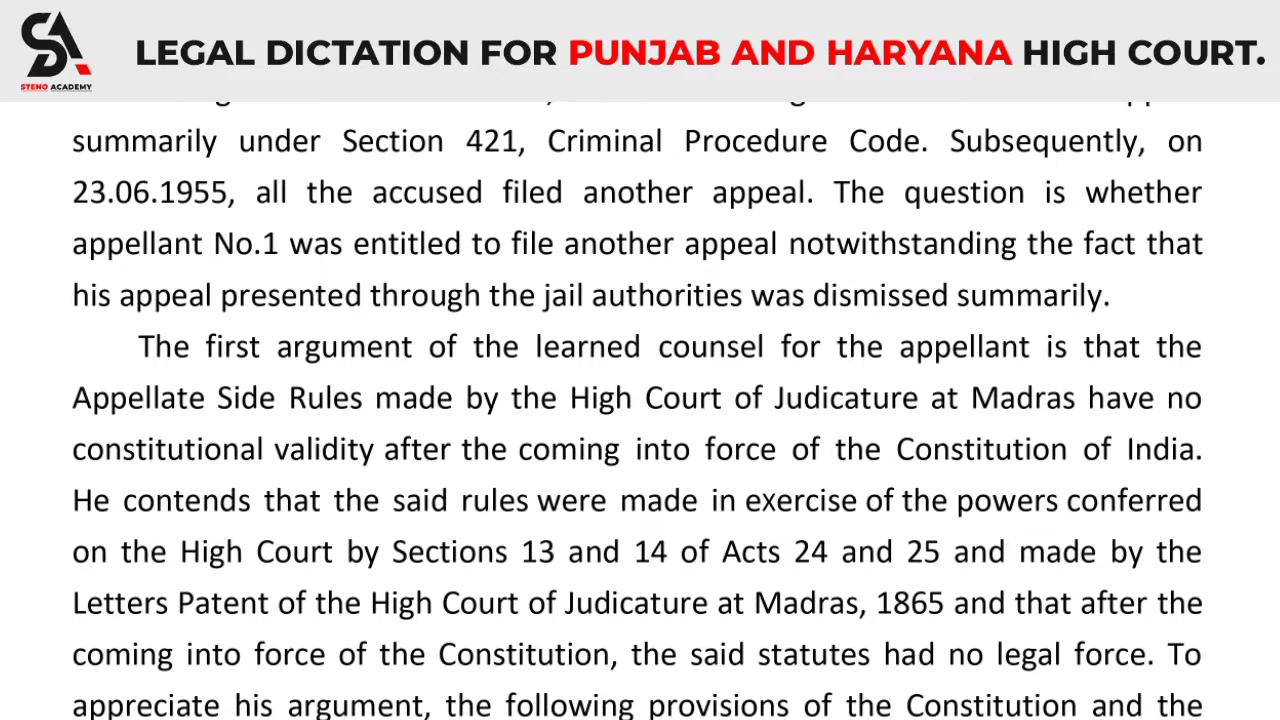 STENO ACADEMY
LEGAL DICTATION FOR PUNJAB AND HARYANA HIGH COURT.
summarily under Section 421, Criminal Procedure Code. Subsequently, on
23.06.1955, all the accused filed another appeal. The question is whether
appellant No.1 was entitled to file another appeal notwithstanding the fact that
his appeal presented through the jail authorities was dismissed summarily.
The first argument of the learned counsel for the appellant is that the
Appellate Side Rules made by the High Court of Judicature at Madras have no
constitutional validity after the coming into force of the Constitution of India.
He contends that the said rules were made in exercise of the powers conferred
on the High Court by Sections 13 and 14 of Acts 24 and 25 and made by the
Letters Patent of the High Court of Judicature at Madras, 1865 and that after the
coming into force of the Constitution, the said statutes had no legal force. To
appreciate his argument, the following provisions of the Constitution and the